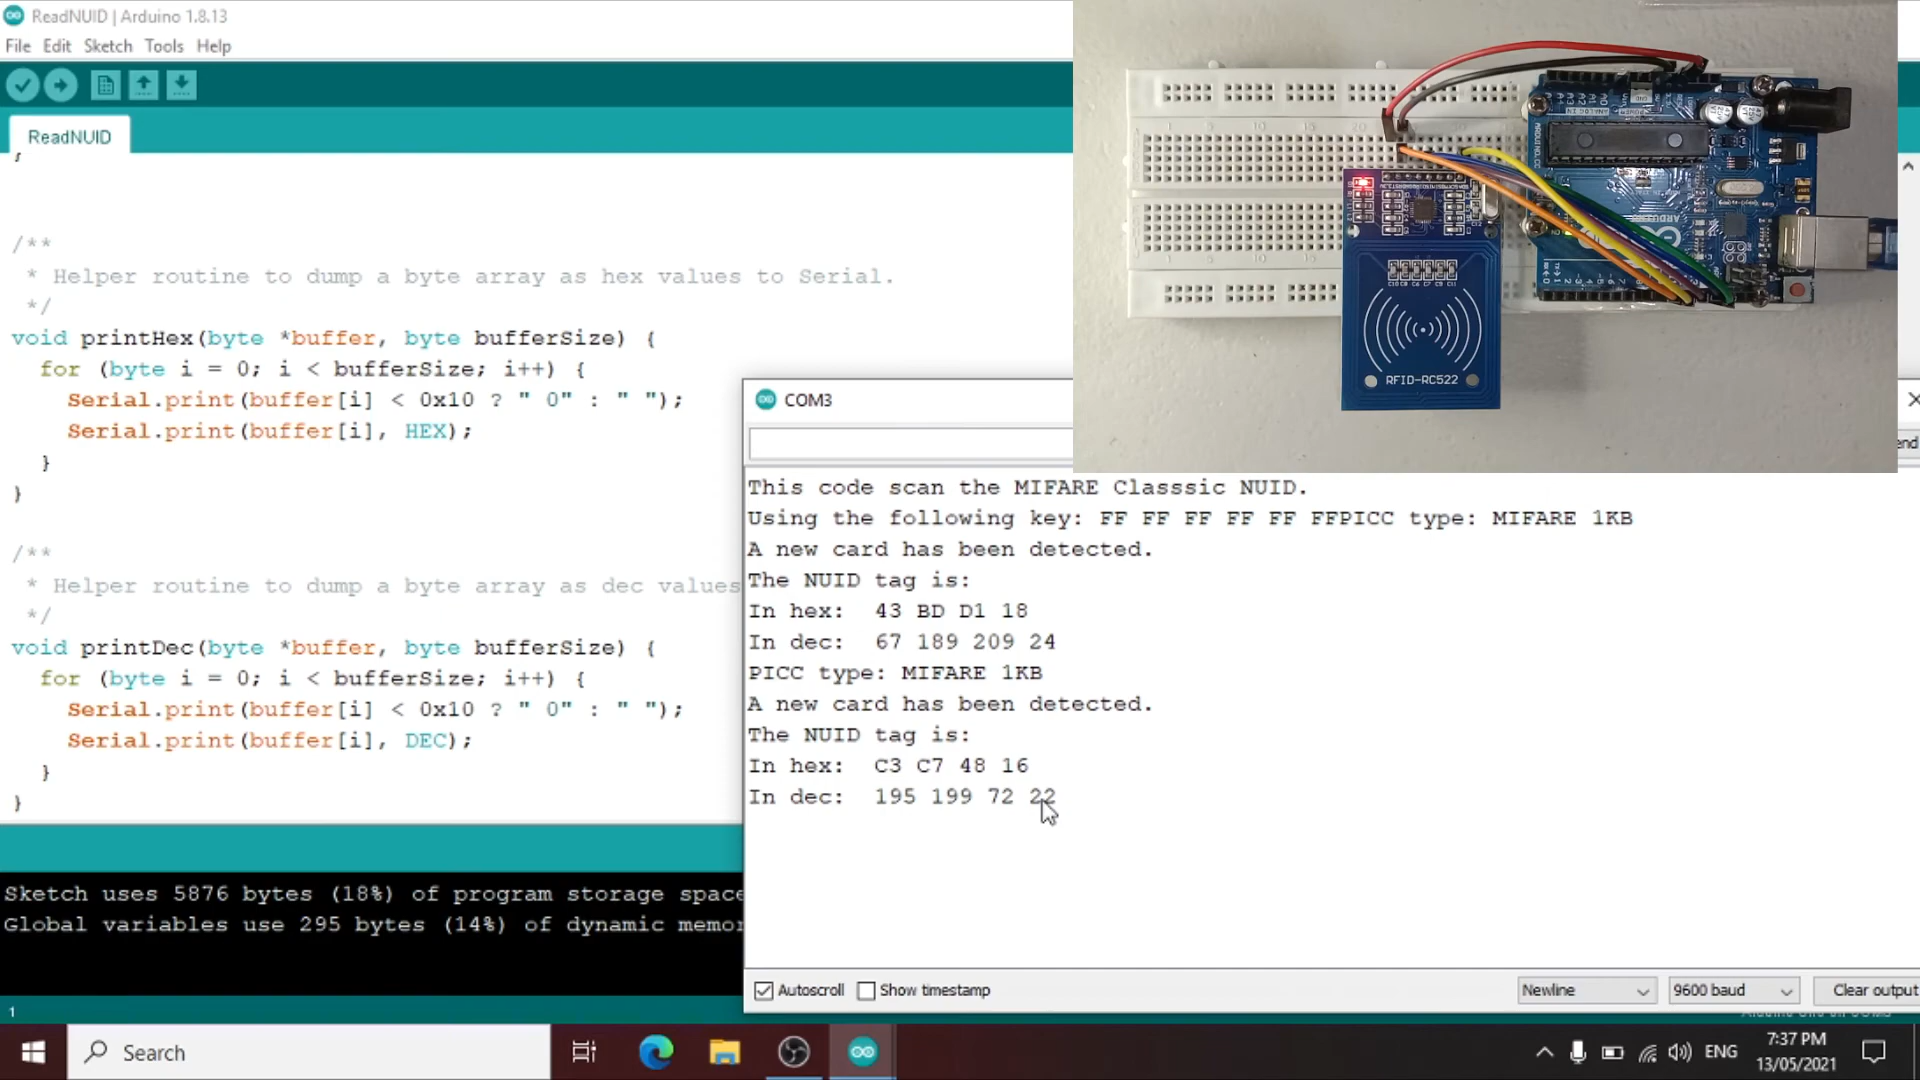 ReadNUID | Arduino 1.8.13
File Edit Sketch Tools Help
ReadNUID
}
/**
* Helper routine to dump a byte array as hex values to Serial.
*/
void printHex(byte *buffer, byte bufferSize) {
for (byte i = 0; i < bufferSize; i++) {
Serial.print(buffer[i] < 0x10 ? " 0" : " ");
Serial.print(buffer[i], HEX);
}
}
/**
* Helper routine to dump a byte array as dec values
*/
void printDec(byte *buffer, byte bufferSize) {
for (byte i = 0; i < bufferSize; i++) {
Serial.print(buffer[i] < 0x10 ? " 0" : " ");
Serial.print(buffer[i], DEC);
}
}
Sketch uses 5876 bytes (18%) of program storage space
Global variables use 295 bytes (14%) of dynamic memor
1
RFID-RC522
COM3
end
This code scan the MIFARE Classsic NUID.
Using the following key: FF FF FF FF FF FFPICC type: MIFARE 1KB
A new card has been detected.
The NUID tag is:
In hex: 43 BD D1 18
In dec: 67 189 209 24
PICC type: MIFARE 1KB
A new card has been detected.
The NUID tag is:
In hex: C3 C7 48 16
In dec: 195 199 72 22
Autoscroll Show timestamp Newline 9600 baud Clear output
Search
ENG
7:37 PM
13/05/2021